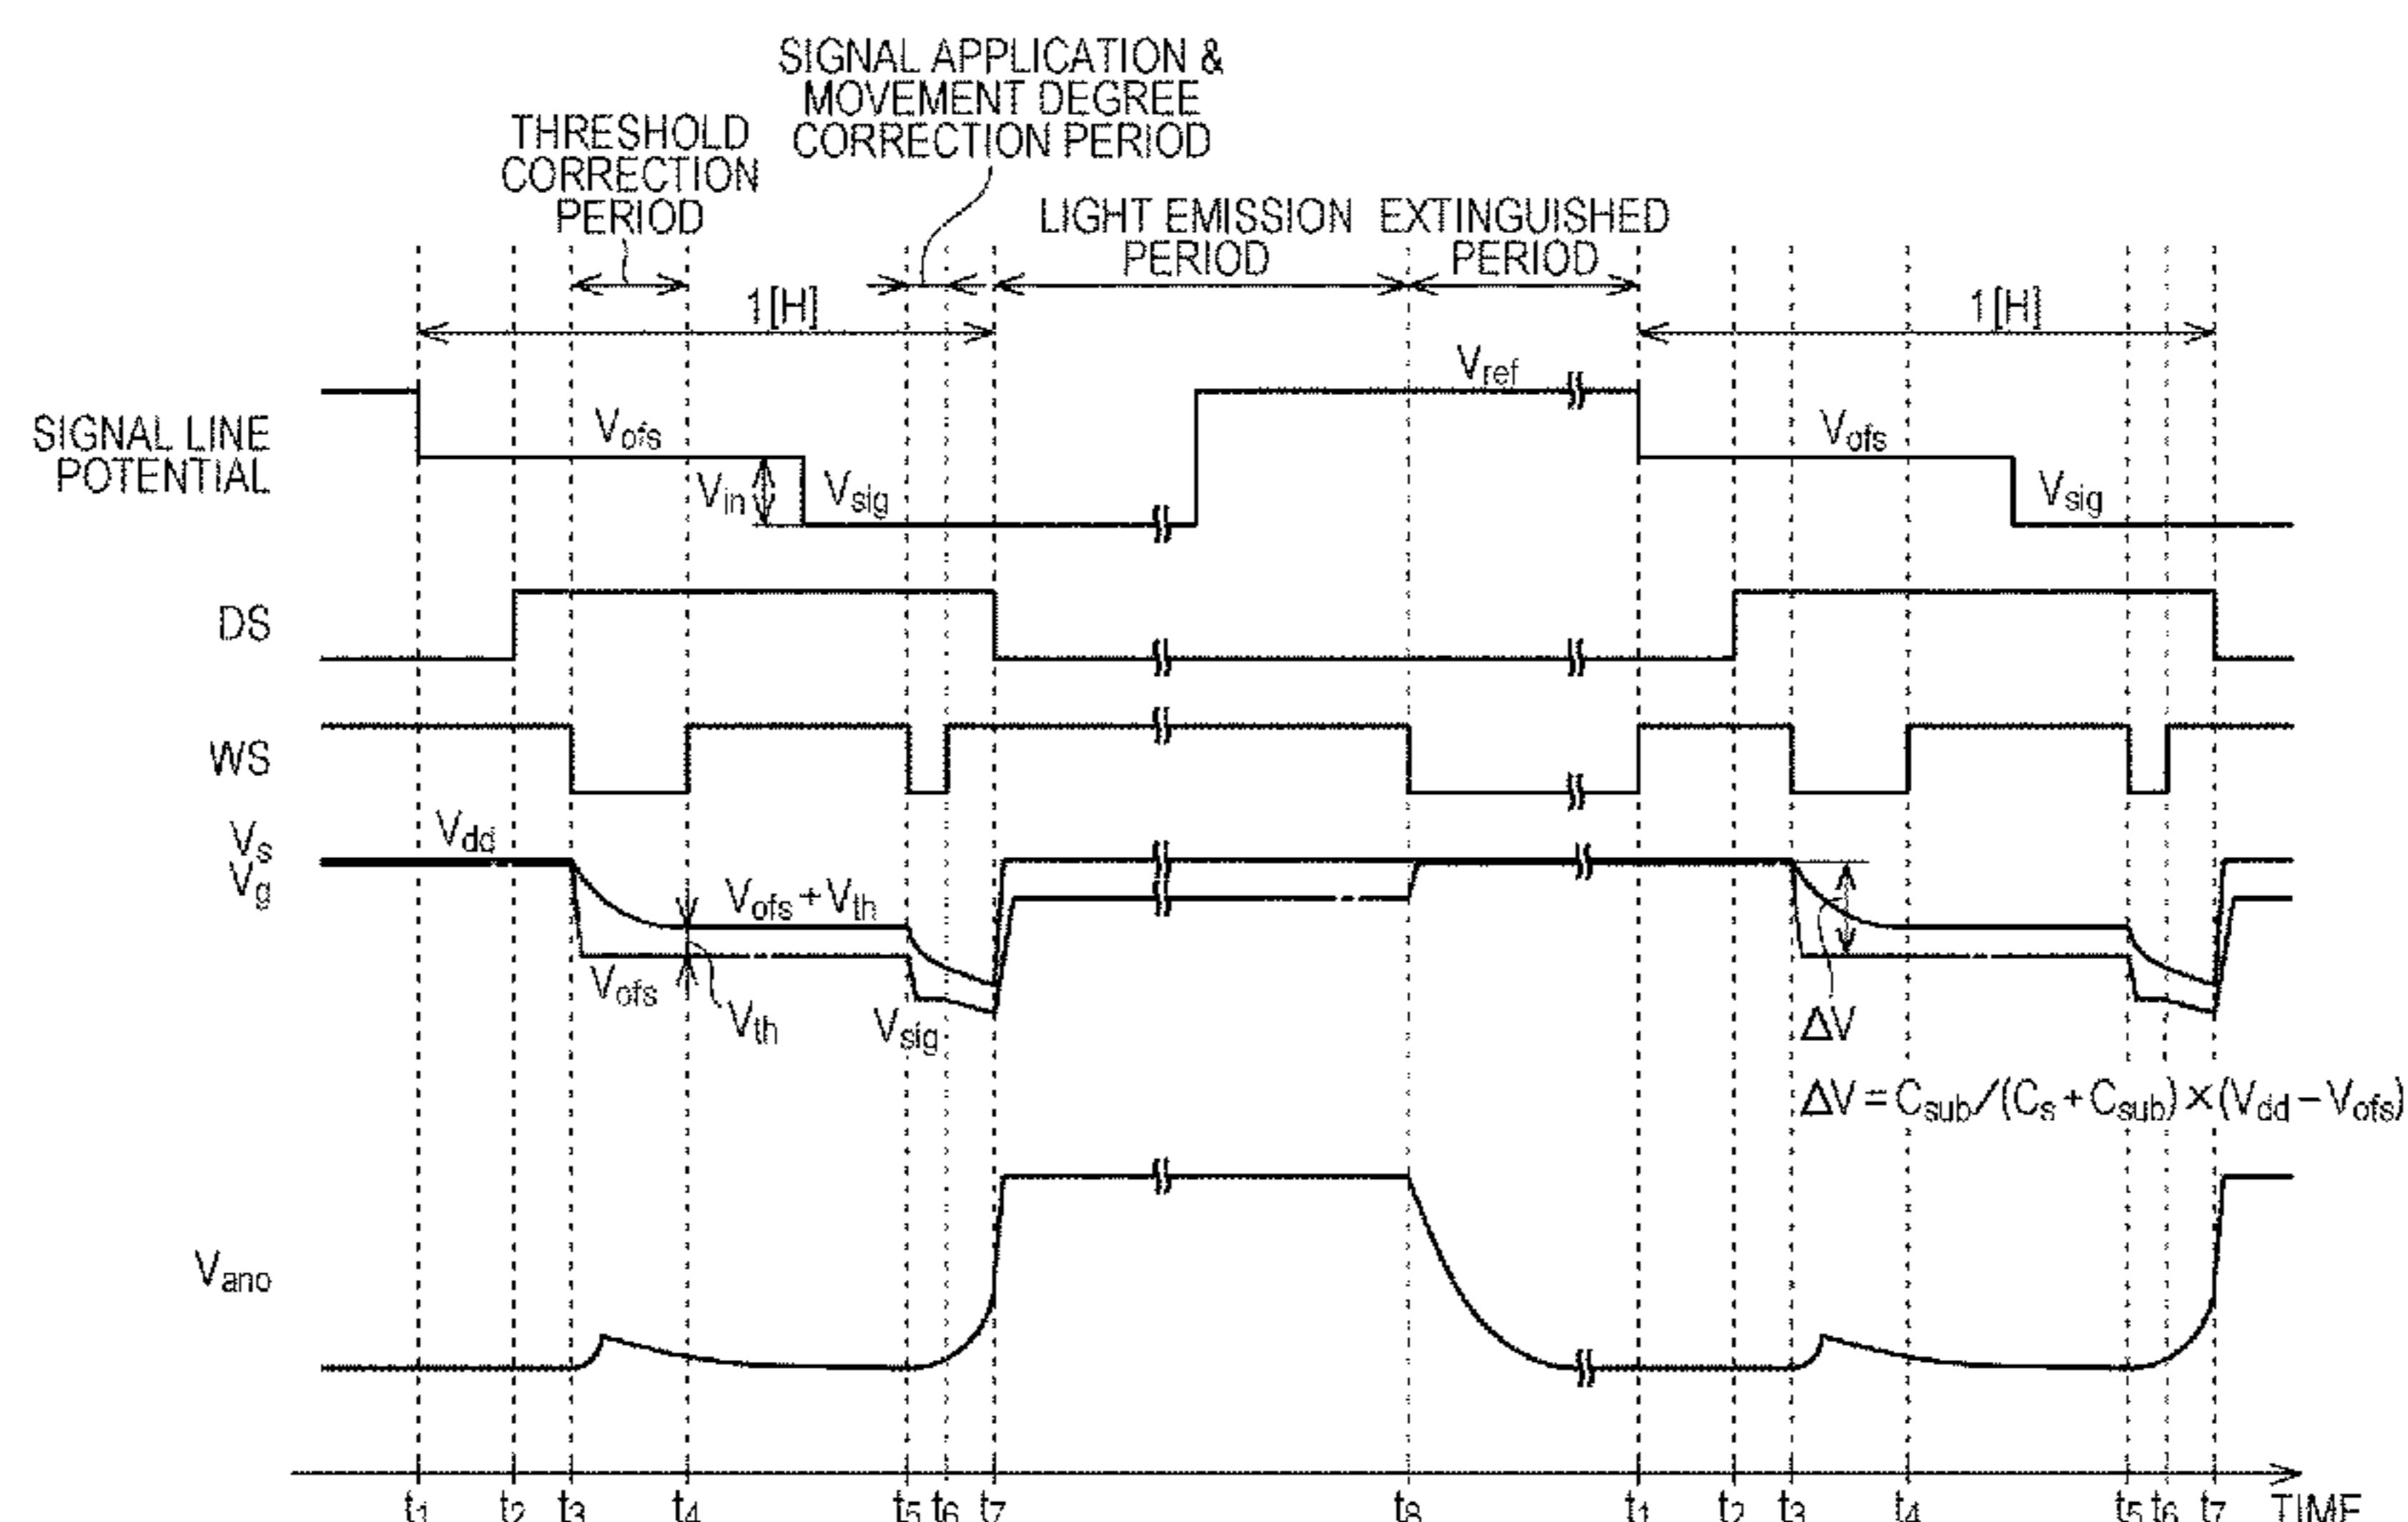 SIGNAL APPLICATION &
MOVEMENT DEGREE
CORRECTION PERIOD
THRESHOLD
CORRECTION
PERIOD
LIGHT EMISSION
PERIOD
EXTINGUISHED
PERIOD
1[H]
1[H]
SIGNAL LINE
POTENTIAL
Vofs
Vin
Vsig
Vref
Vofs
Vsig
DS
WS
Vs
Vg
Vdd
Vofs+Vth
Vofs
Vth
Vsig
ΔV
ΔV=Csub/(Cs+Csub)×(Vdd−Vofs)
Vano
t1 t2 t3 t4 t5 t6 t7 t8 t1 t2 t3 t4 t5 t6 t7 TIME